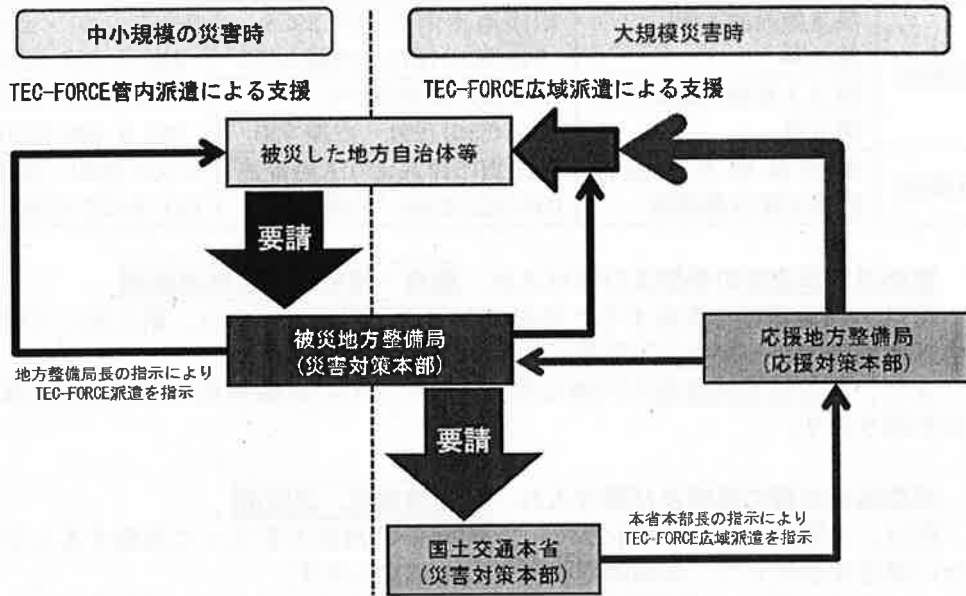 中小規模の災害時
大規模災害時
TEC-FORCE管内派遣による支援
TEC-FORCE広域派遣による支援
被災した地方自治体等
要請
被災地方整備局
(災害対策本部)
応援地方整備局
(応援対策本部)
地方整備局長の指示により
TEC-FORCE派遣を指示
要請
本省本部長の指示により
TEC-FORCE広域派遣を指示
国土交通本省
(災害対策本部)